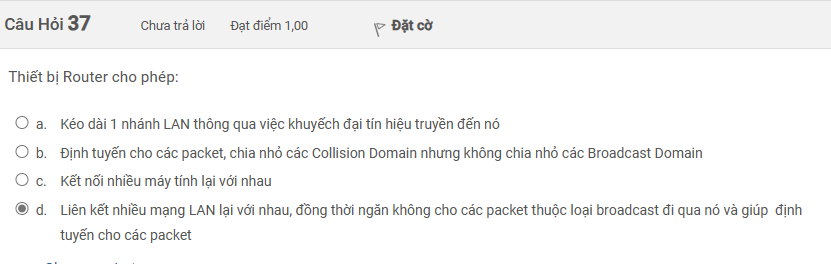 Câu Hỏi 37 Chưa trả lời Đạt điểm 1,00 Đặt cờ
Thiết bị Router cho phép:
a. Kéo dài 1 nhánh LAN thông qua việc khuyếch đại tín hiệu truyền đến nó
b. Định tuyến cho các packet, chia nhỏ các Collision Domain nhưng không chia nhỏ các Broadcast Domain
c. Kết nối nhiều máy tính lại với nhau
d. Liên kết nhiều mạng LAN lại với nhau, đồng thời ngăn không cho các packet thuộc loại broadcast đi qua nó và giúp định
tuyến cho các packet